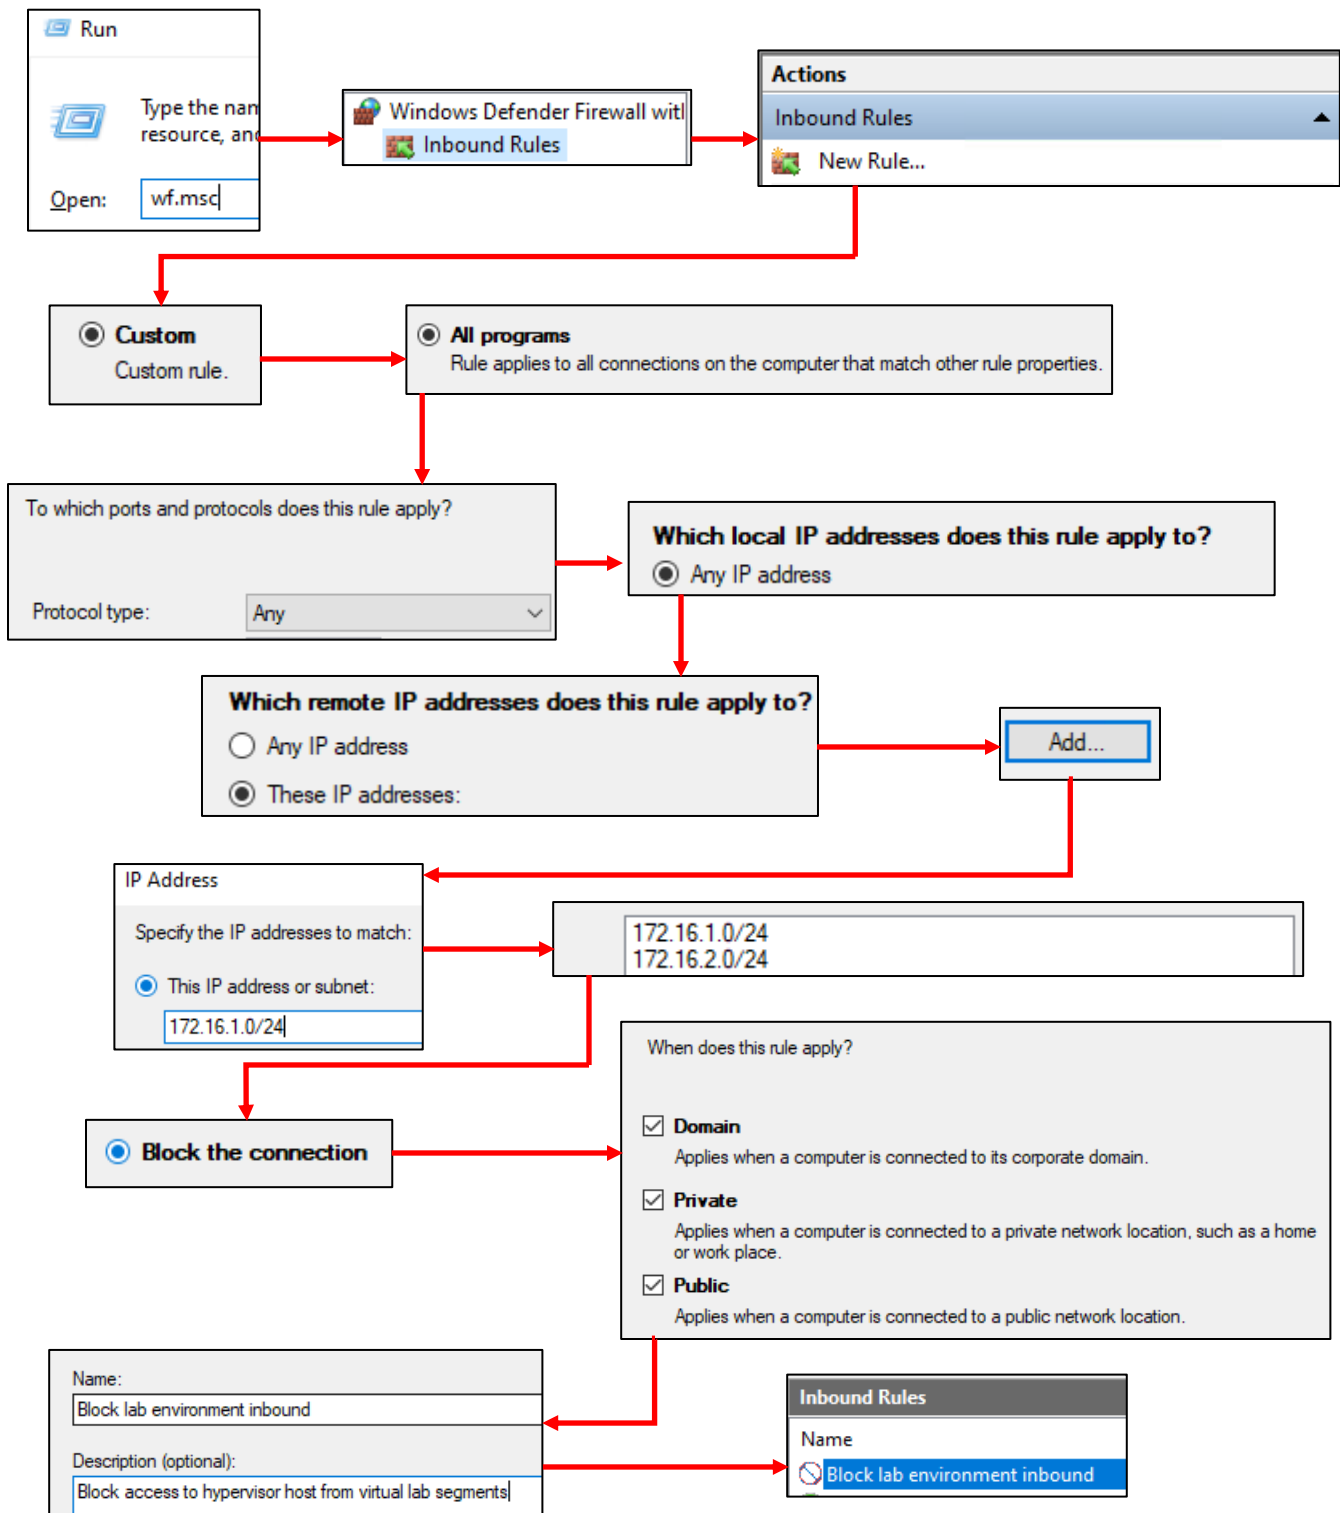 Run
Type the nam
resource, and
Open:
wf.msc
Windows Defender Firewall with
Inbound Rules
Actions
Inbound Rules
New Rule...
Custom
Custom rule.
All programs
Rule applies to all connections on the computer that match other rule properties.
To which ports and protocols does this rule apply?
Protocol type:
Any
Which local IP addresses does this rule apply to?
Any IP address
Which remote IP addresses does this rule apply to?
Any IP address
These IP addresses:
Add...
IP Address
Specify the IP addresses to match:
This IP address or subnet:
172.16.1.0/24
172.16.1.0/24
172.16.2.0/24
Block the connection
When does this rule apply?
Domain
Applies when a computer is connected to its corporate domain.
Private
Applies when a computer is connected to a private network location, such as a home
or work place.
Public
Applies when a computer is connected to a public network location.
Name:
Block lab environment inbound
Description (optional):
Block access to hypervisor host from virtual lab segments
Inbound Rules
Name
Block lab environment inbound